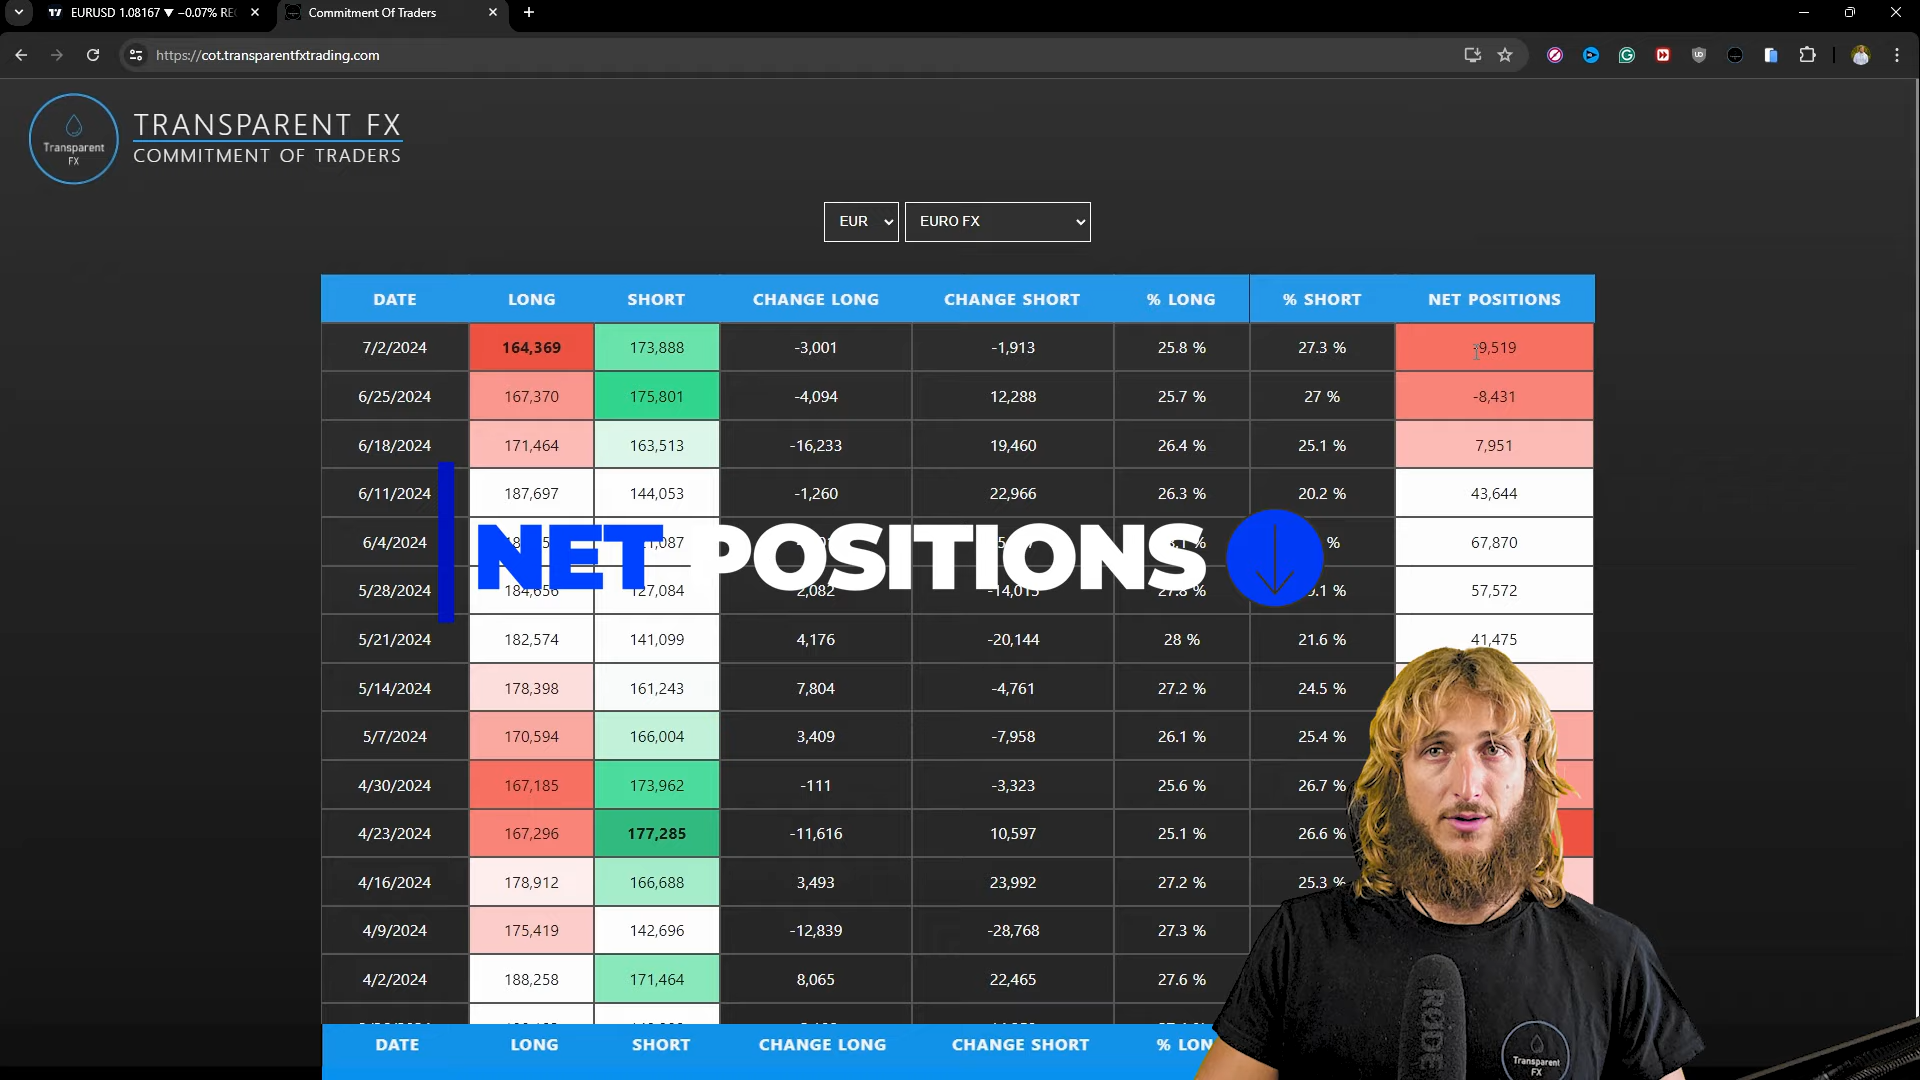 EURUSD 1.08167 ▼ −0.07%
Commitment Of Traders
https://cot.transparentfxtrading.com
Transparent
FX
TRANSPARENT FX
COMMITMENT OF TRADERS
EUR EURO FX
DATE LONG SHORT CHANGE LONG CHANGE SHORT % LONG % SHORT NET POSITIONS
7/2/2024 164,369 173,888 -3,001 -1,913 25.8 % 27.3 % -9,519
6/25/2024 167,370 175,801 -4,094 12,288 25.7 % 27 % -8,431
6/18/2024 171,464 163,513 -16,233 19,460 26.4 % 25.1 % 7,951
6/11/2024 187,697 144,053 -1,260 22,966 26.3 % 20.2 % 43,644
6/4/2024 % 67,870
NET POSITIONS
5/28/2024 184,656 127,084 2,082 57,572
5/21/2024 182,574 141,099 4,176 -20,144 28 % 21.6 % 41,475
5/14/2024 178,398 161,243 7,804 -4,761 27.2 % 24.5 %
5/7/2024 170,594 166,004 3,409 -7,958 26.1 % 25.4 %
4/30/2024 167,185 173,962 -111 -3,323 25.6 % 26.7 %
4/23/2024 167,296 177,285 -11,616 10,597 25.1 % 26.6 %
4/16/2024 178,912 166,688 3,493 23,992 27.2 % 25.3 %
4/9/2024 175,419 142,696 -12,839 -28,768 27.3 %
4/2/2024 188,258 171,464 8,065 22,465 27.6 %
DATE LONG SHORT CHANGE LONG CHANGE SHORT % LON
RODE
Transparent
FX